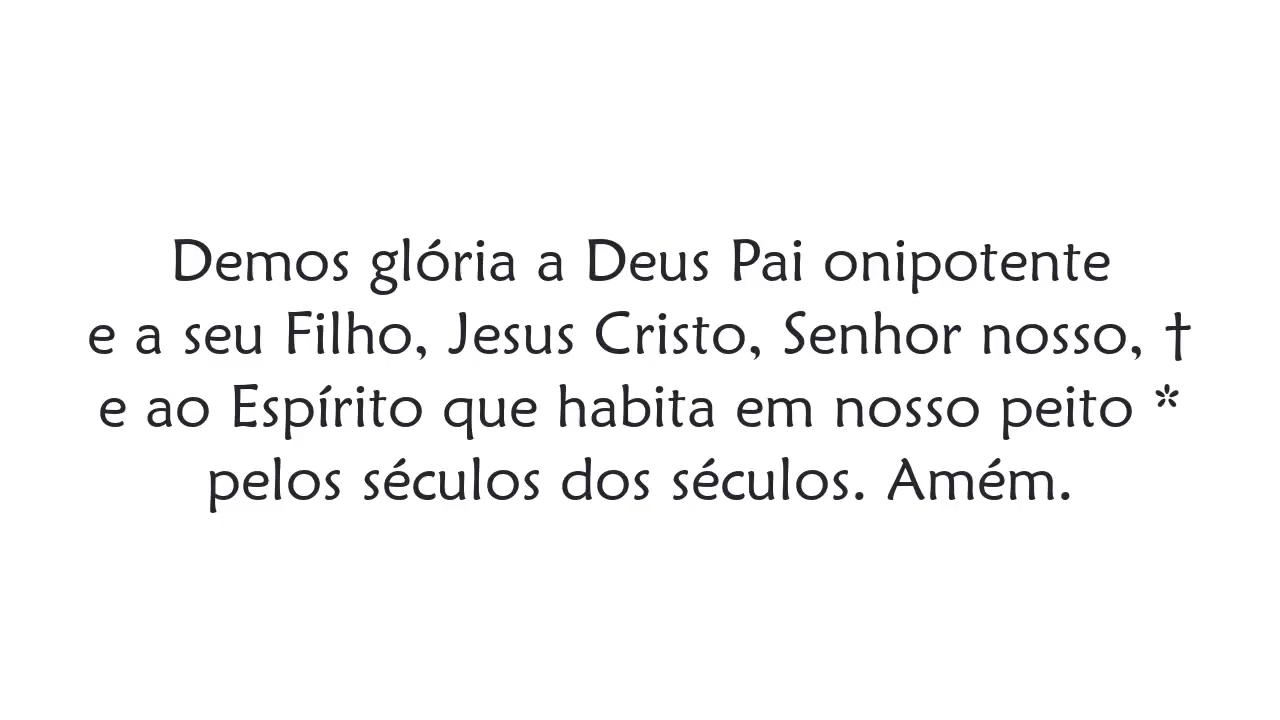 Demos glória a Deus Pai onipotente
e a seu Filho, Jesus Cristo, Senhor nosso, †
e ao Espírito que habita em nosso peito *
pelos séculos dos séculos. Amém.